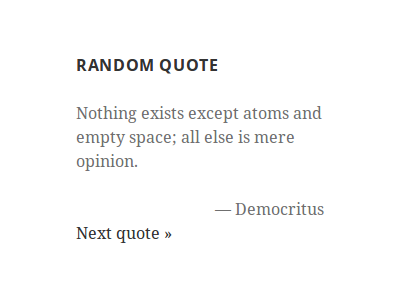 RANDOM QUOTE
Nothing exists except atoms and
empty space; all else is mere
opinion.
— Democritus
Next quote »